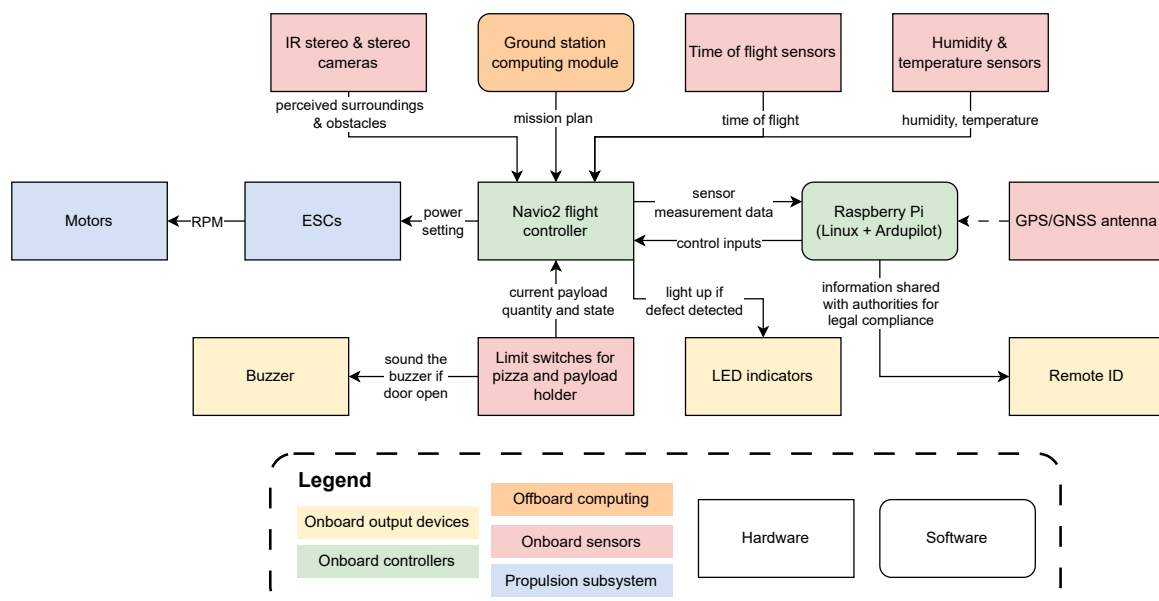 IR stereo & stereo
cameras
Ground station
computing module
Time of flight sensors
Humidity &
temperature sensors
perceived surroundings
& obstacles
mission plan
time of flight
humidity, temperature
Motors
RPM
ESCs
power
setting
Navio2 flight
controller
sensor
measurement data
control inputs
Raspberry Pi
(Linux + Ardupilot)
GPS/GNSS antenna
current payload
quantity and state
light up if
defect detected
information shared
with authorities for
legal compliance
Buzzer
sound the
buzzer if
door open
Limit switches for
pizza and payload
holder
LED indicators
Remote ID
Legend
Onboard output devices
Onboard controllers
Offboard computing
Onboard sensors
Propulsion subsystem
Hardware
Software